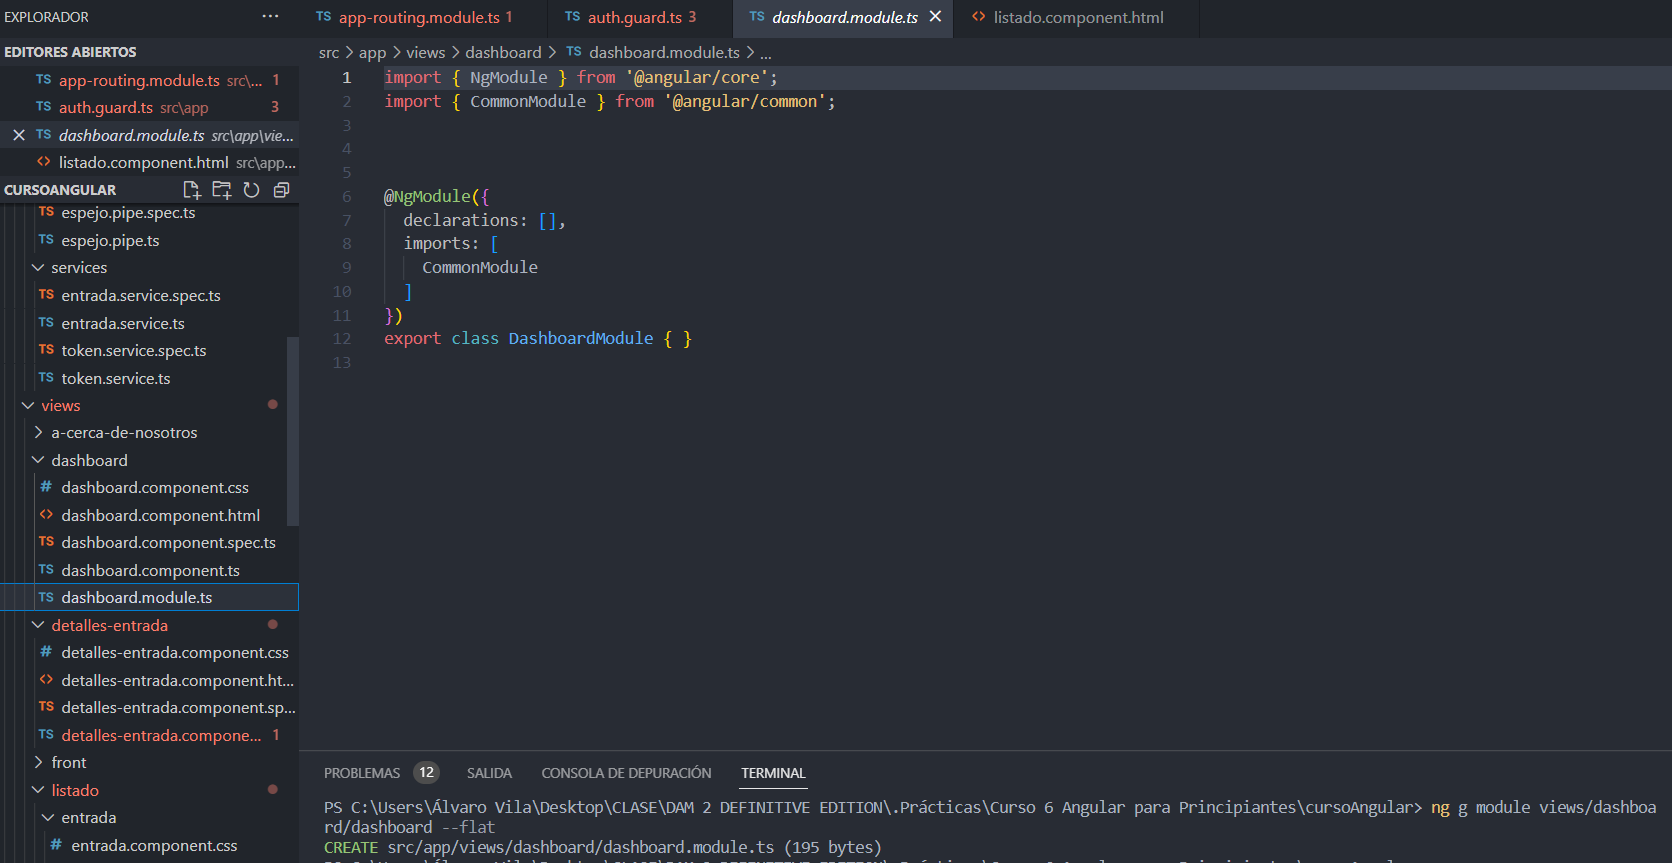 EXPLORADOR ...
EDITORES ABIERTOS
TS app-routing.module.ts src\... 1
TS auth.guard.ts src\app 3
TS dashboard.module.ts src\app\vie...
<> listado.component.html src\app...
CURSOANGULAR
TS espejo.pipe.spec.ts
TS espejo.pipe.ts
services
TS entrada.service.spec.ts
TS entrada.service.ts
TS token.service.spec.ts
TS token.service.ts
views
a-cerca-de-nosotros
dashboard
# dashboard.component.css
<> dashboard.component.html
TS dashboard.component.spec.ts
TS dashboard.component.ts
TS dashboard.module.ts
detalles-entrada
# detalles-entrada.component.css
<> detalles-entrada.component.ht...
TS detalles-entrada.component.sp...
TS detalles-entrada.compone... 1
front
listado
entrada
# entrada.component.css
TS app-routing.module.ts 1 TS auth.guard.ts 3 TS dashboard.module.ts <> listado.component.html
src > app > views > dashboard > TS dashboard.module.ts > ...
1 import { NgModule } from '@angular/core';
2 import { CommonModule } from '@angular/common';
3
4
5
6 @NgModule({
7 declarations: [],
8 imports: [
9 CommonModule
10 ]
11 })
12 export class DashboardModule { }
13
PROBLEMAS 12 SALIDA CONSOLA DE DEPURACIÓN TERMINAL
PS C:\Users\Álvaro Vila\Desktop\CLASE\DAM 2 DEFINITIVE EDITION\.Prácticas\Curso 6 Angular para Principiantes\cursoAngular> ng g module views/dashboa
rd/dashboard --flat
CREATE src/app/views/dashboard/dashboard.module.ts (195 bytes)